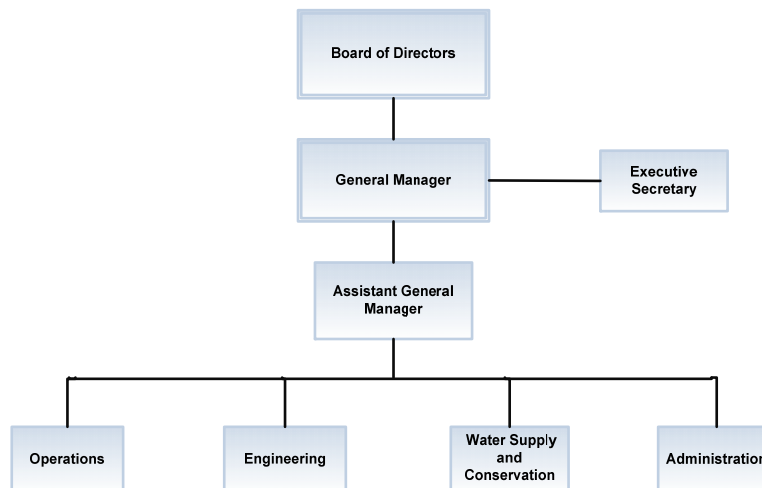 Board of Directors
General Manager
Executive
Secretary
Assistant General
Manager
Operations
Engineering
Water Supply
and
Conservation
Administration